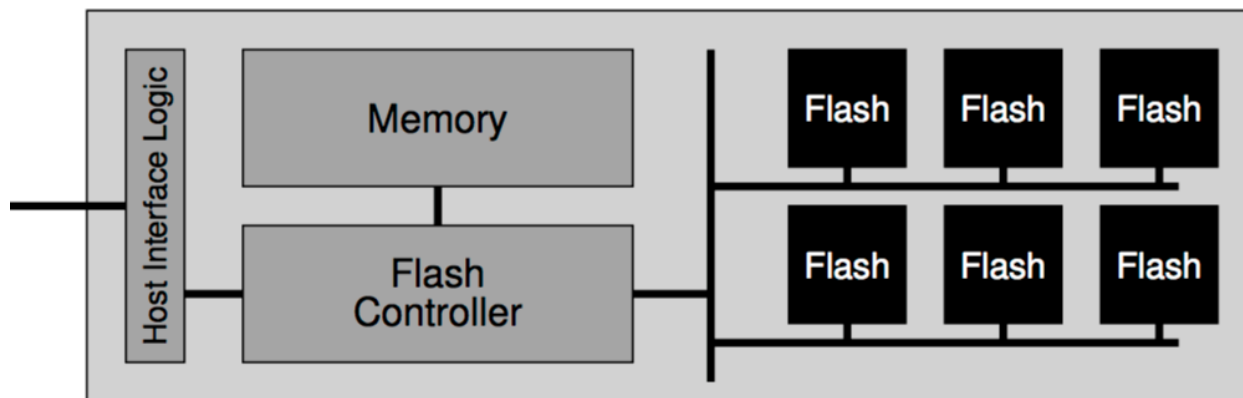 Host Interface Logic
Memory
Flash
Controller
Flash Flash Flash
Flash Flash Flash